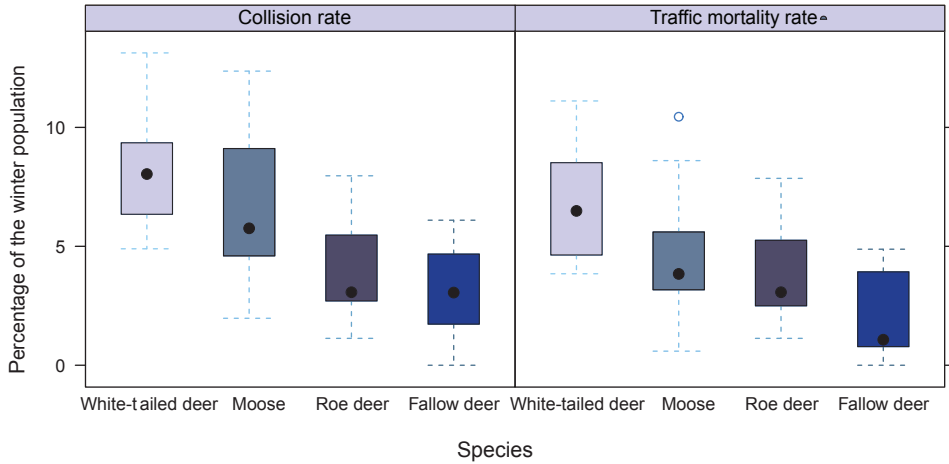 Collision rate
Traffic mortality rate
Percentage of the winter population
10
5
0
White-tailed deer Moose Roe deer Fallow deer
White-tailed deer Moose Roe deer Fallow deer
Species